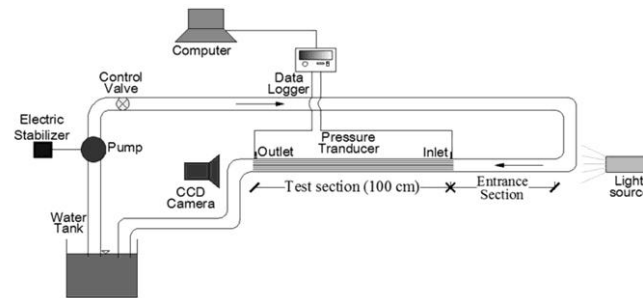 Computer
Data
Logger
Control
Valve
Electric
Stabilizer
Pump
Pressure
Tranducer
Outlet
Inlet
CCD
Camera
Test section (100 cm)
Entrance
Section
Light
source
Water
Tank